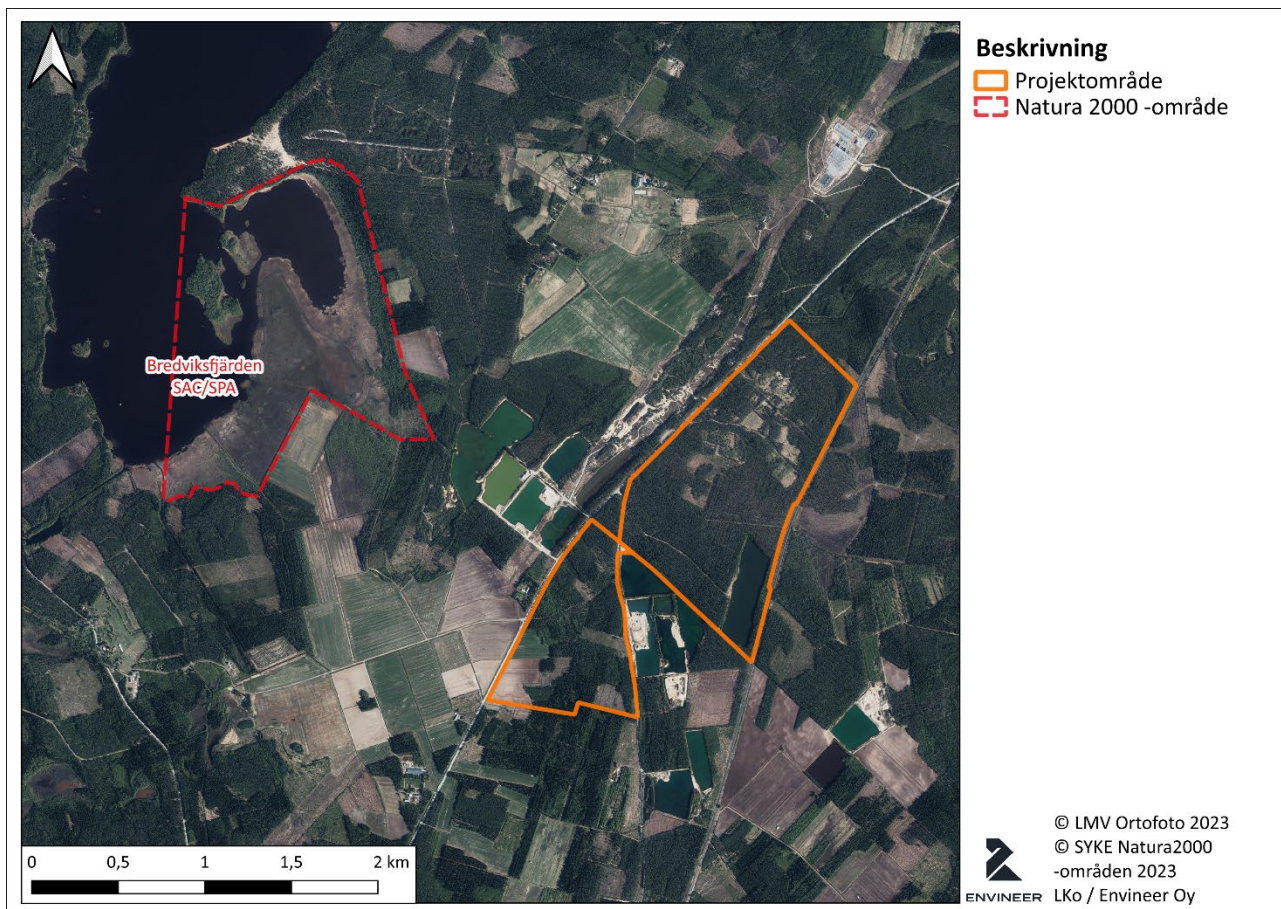 Beskrivning
Projektområde
Natura 2000 -område
Bredviksfjärden
SAC/SPA
0 0,5 1 1,5 2 km
ENVINEER
© LMV Ortofoto 2023
© SYKE Natura2000
-områden 2023
LKo / Envineer Oy